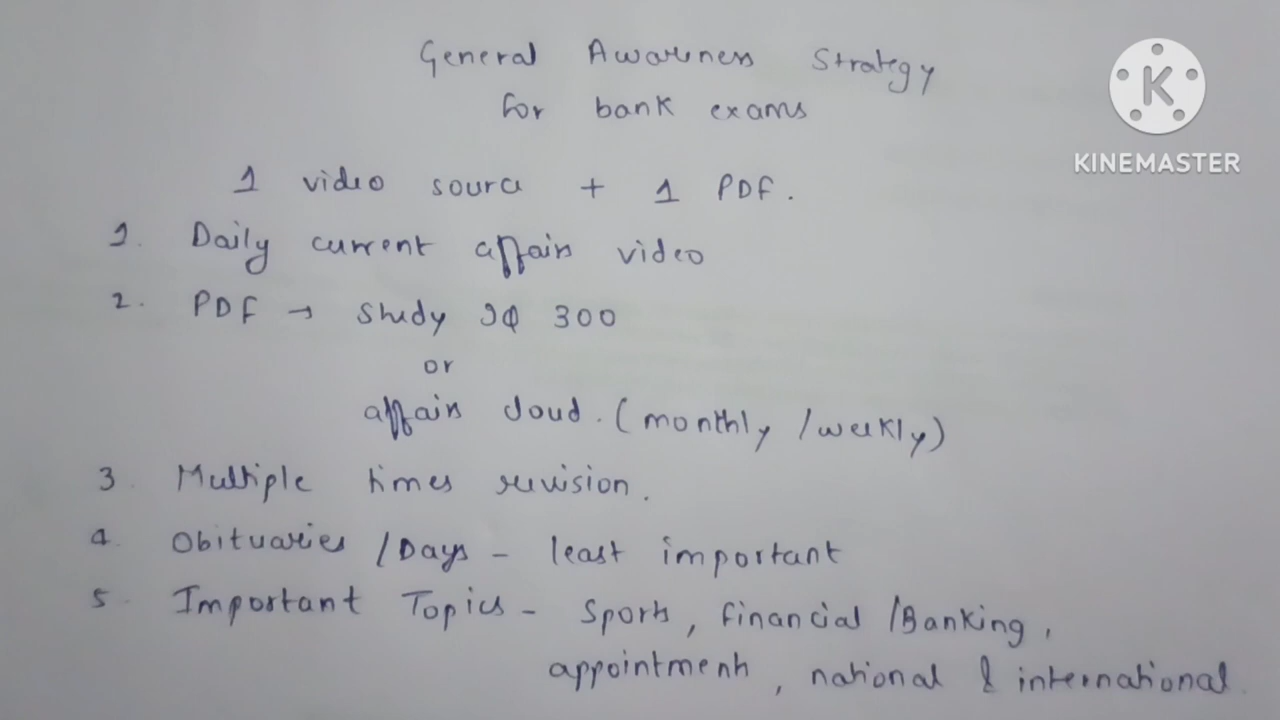 General Awareness Strategy
for bank exams
K
KINEMASTER
1 video source + 1 PDF.
1. Daily current affairs video
2. PDF → Study IQ 300
or
affairs cloud. (monthly /weekly)
3. Multiple times revision.
4. Obituaries /Days - least important
5. Important Topics - Sports, financial /Banking,
appointments, national & international.